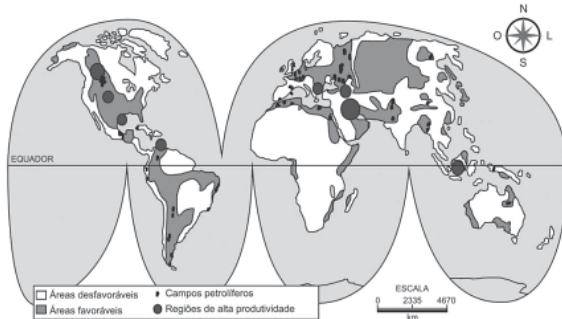 N
O L
S
EQUADOR
Áreas desfavoráveis
Campos petrolíferos
Áreas favoráveis
Regiões de alta produtividade
ESCALA
0 2335 4670
km